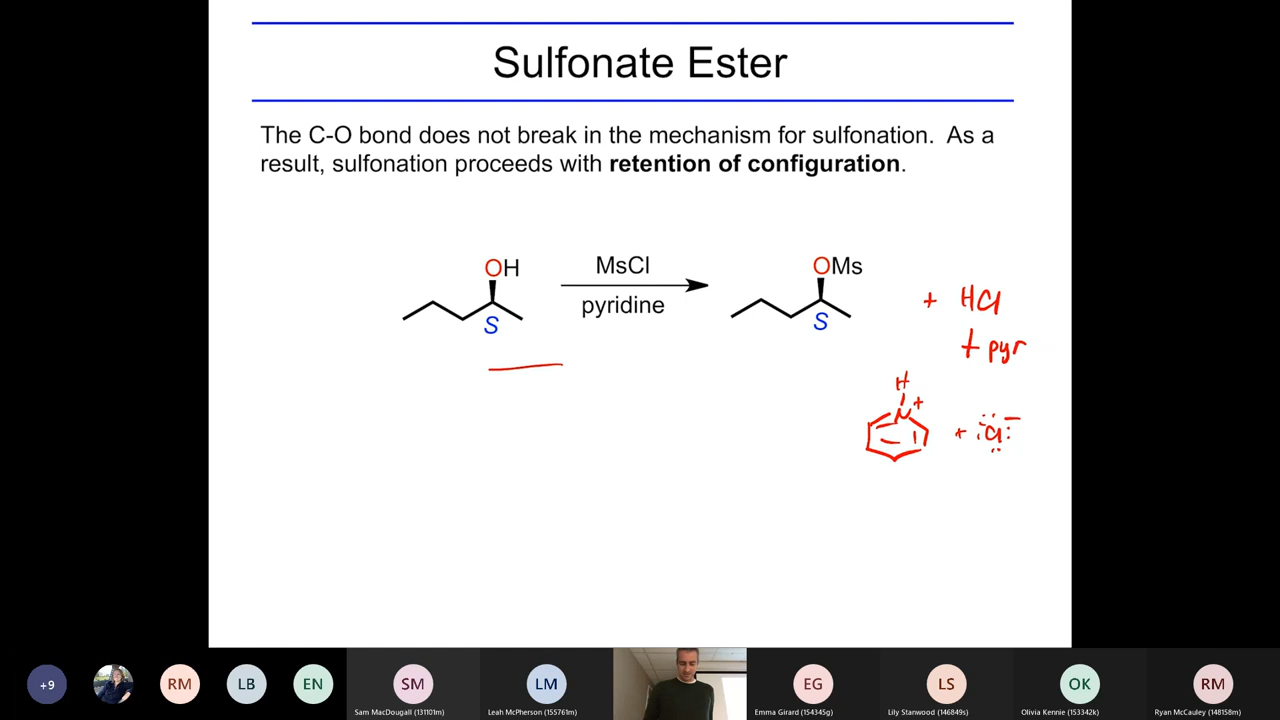 Sulfonate Ester
The C-O bond does not break in the mechanism for sulfonation. As a
result, sulfonation proceeds with retention of configuration.
OH
S
MsCl
pyridine
OMs
S
+ HCl
+ pyr
H
N+
+ Cl−
+9
RM
LB
EN
SM
Sam MacDougall (131101m)
LM
Leah McPherson (155761m)
EG
Emma Girard (154345g)
LS
Lily Stanwood (146849s)
OK
Olivia Kennie (153342k)
RM
Ryan McCauley (148158m)